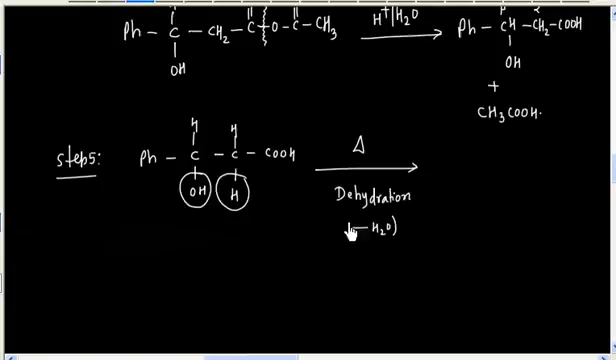 Ph - C - CH2 - C - O - C - CH3 H+/H2O Ph - CH - CH2 - COOH
OH OH
+
CH3COOH.
H H
Step5: Ph - C - C - COOH Δ
OH H Dehydration
(- H2O)